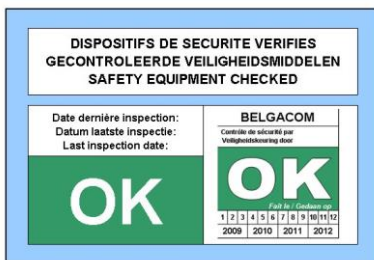 DISPOSITIFS DE SECURITE VERIFIES
GECONTROLEERDE VEILIGHEIDSMIDDELEN
SAFETY EQUIPMENT CHECKED
Date dernière inspection:
Datum laatste inspectie:
Last inspection date:
OK
BELGACOM
Contrôle de sécurité par
Veiligheidskeuring door
OK
Fait le / Gedaan op
1 2 3 4 5 6 7 8 9 10 11 12
2009 2010 2011 2012